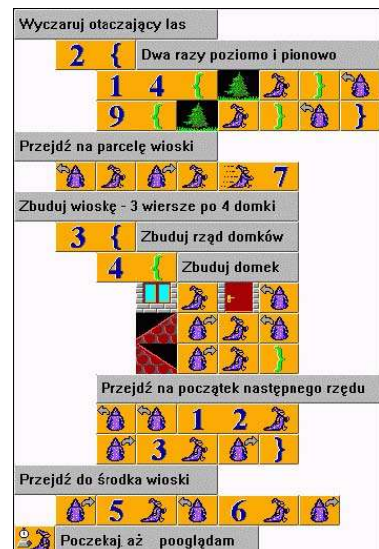 Wyczaruj otaczający las
2 { Dwa razy poziomo i pionowo
1 4 { }
9 { } }
Przejdź na parcelę wioski
7
Zbuduj wioskę - 3 wiersze po 4 domki
3 { Zbuduj rząd domków
4 { Zbuduj domek
}
Przejdź na początek następnego rzędu
1 2
3 }
Przejdź do środka wioski
5 6
Poczekaj aż pooglądam